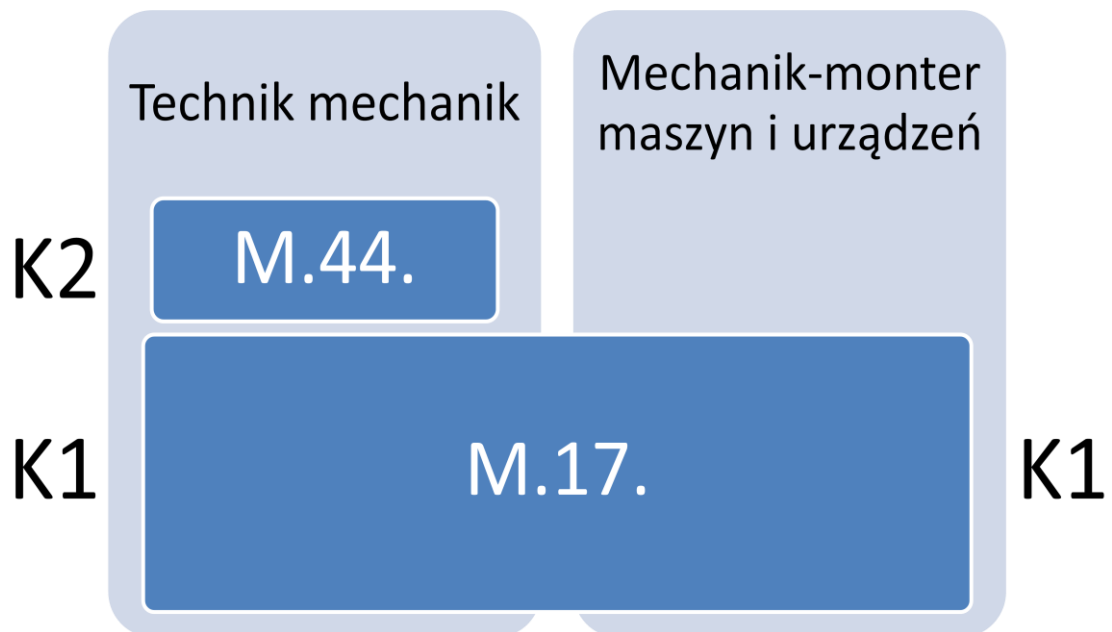 Technik mechanik
Mechanik-monter
maszyn i urządzeń
K2
M.44.
K1
M.17.
K1